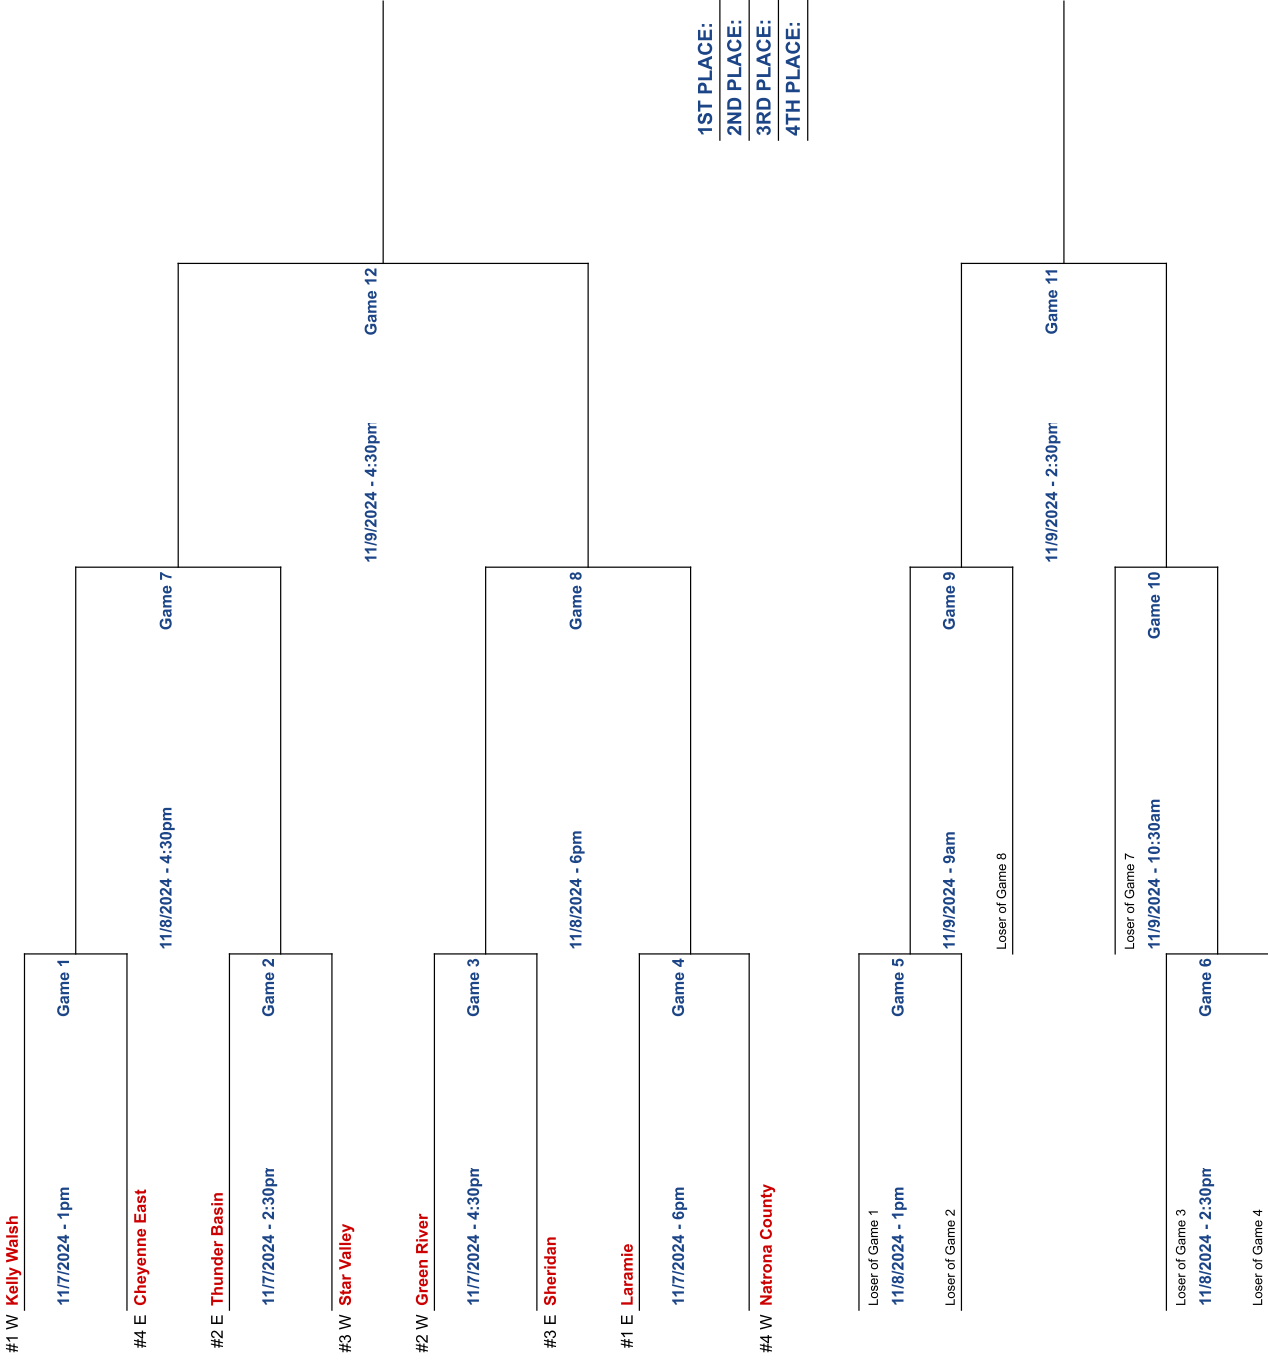 #1 W Kelly Walsh
11/7/2024 - 1pm Game 1
#4 E Cheyenne East
11/8/2024 - 4:30pm Game 7
#2 E Thunder Basin
11/7/2024 - 2:30pm Game 2
#3 W Star Valley
11/9/2024 - 4:30pm Game 12
#2 W Green River
11/7/2024 - 4:30pm Game 3
#3 E Sheridan
11/8/2024 - 6pm Game 8
#1 E Laramie
11/7/2024 - 6pm Game 4
#4 W Natrona County
1ST PLACE:
2ND PLACE:
3RD PLACE:
4TH PLACE:
Loser of Game 1
11/8/2024 - 1pm Game 5
Loser of Game 2
11/9/2024 - 9am Game 9
Loser of Game 8
11/9/2024 - 2:30pm Game 11
Loser of Game 7
11/9/2024 - 10:30am Game 10
Loser of Game 3
11/8/2024 - 2:30pm Game 6
Loser of Game 4